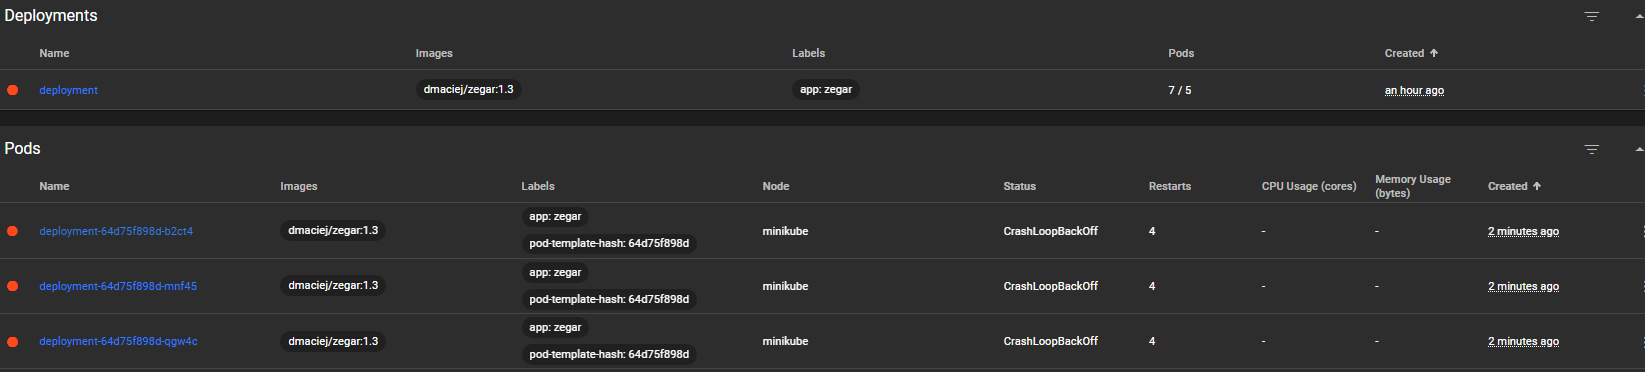 Deployments
Name Images Labels Pods Created
deployment dmaciej/zegar:1.3 app: zegar 7 / 5 an hour ago
Pods
Name Images Labels Node Status Restarts CPU Usage (cores) Memory Usage (bytes) Created
app: zegar
deployment-64d75f898d-b2ct4 dmaciej/zegar:1.3 minikube CrashLoopBackOff 4 - - 2 minutes ago
pod-template-hash: 64d75f898d
app: zegar
deployment-64d75f898d-mnf45 dmaciej/zegar:1.3 minikube CrashLoopBackOff 4 - - 2 minutes ago
pod-template-hash: 64d75f898d
app: zegar
deployment-64d75f898d-qgw4c dmaciej/zegar:1.3 minikube CrashLoopBackOff 4 - - 2 minutes ago
pod-template-hash: 64d75f898d